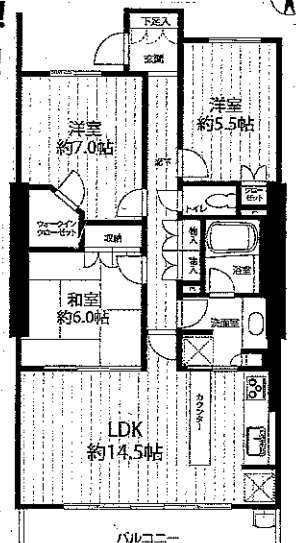 !
下足入
玄関
洋室
約5.5帖
洋室
約7.0帖
廊下
クローゼット
トイレ
ウォークイン
クローゼット
収納
物入
物入
浴室
和室
約6.0帖
洗面室
LDK
約14.5帖
カウンター
バルコニー